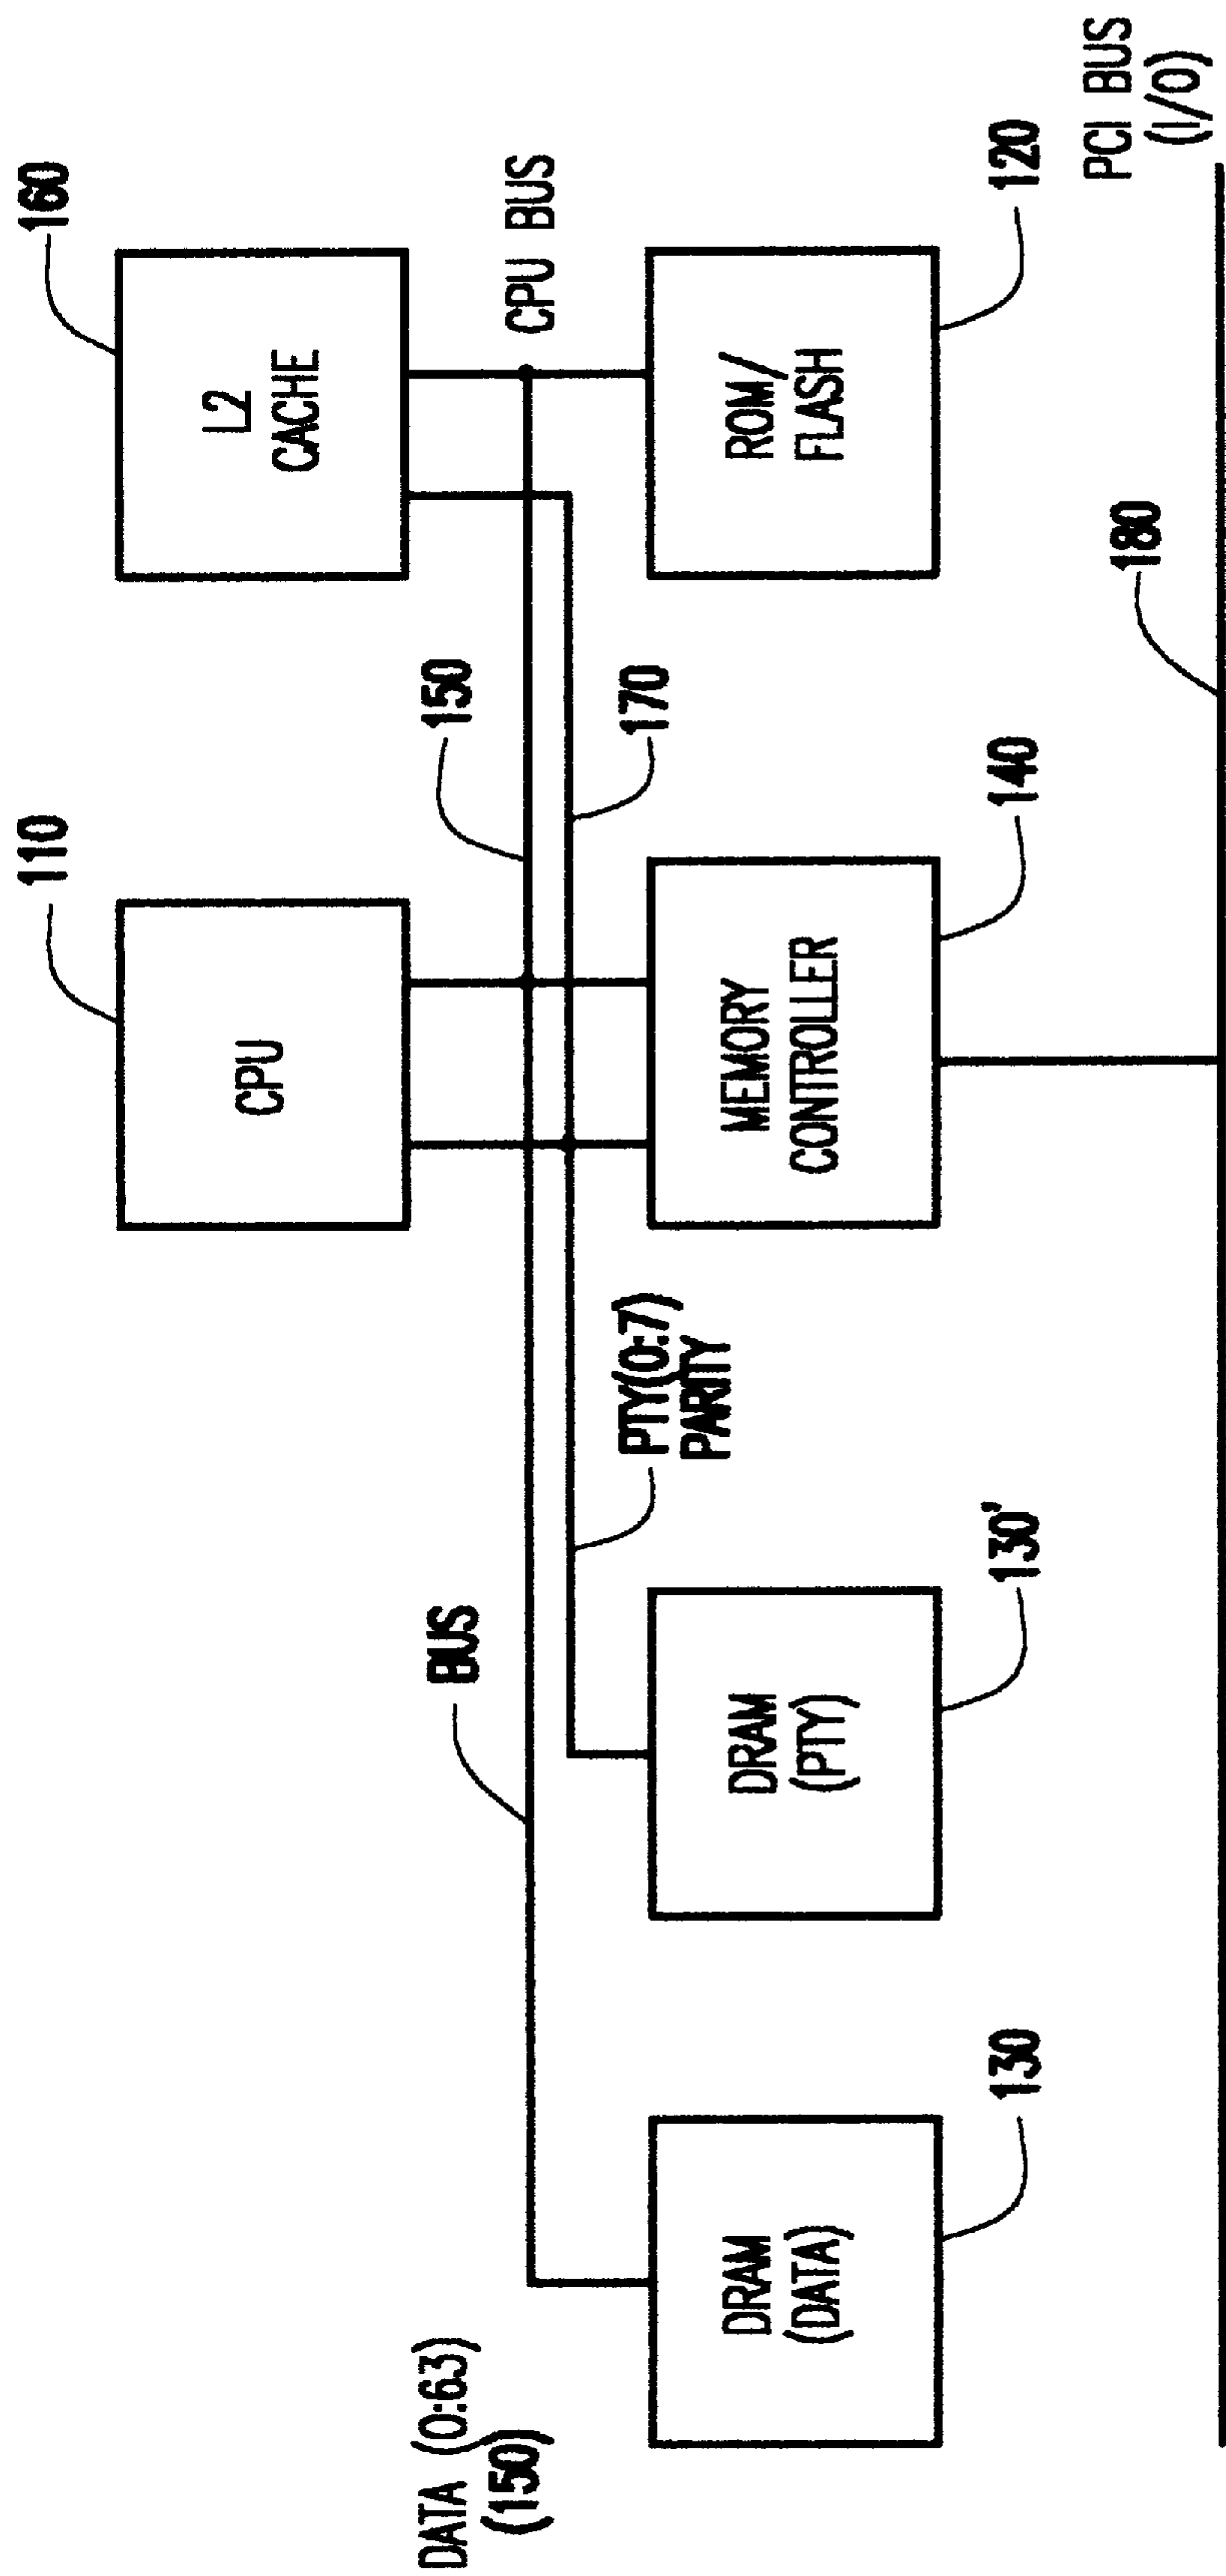 110
160
CPU
L2
CACHE
DATA (0:63)
(150)
BUS
150
CPU BUS
PTY(0:7)
PARITY
170
DRAM
(DATA)
DRAM
(PTY)
MEMORY
CONTROLLER
ROM/
FLASH
130
130'
140
120
180
PCI BUS
(I/O)